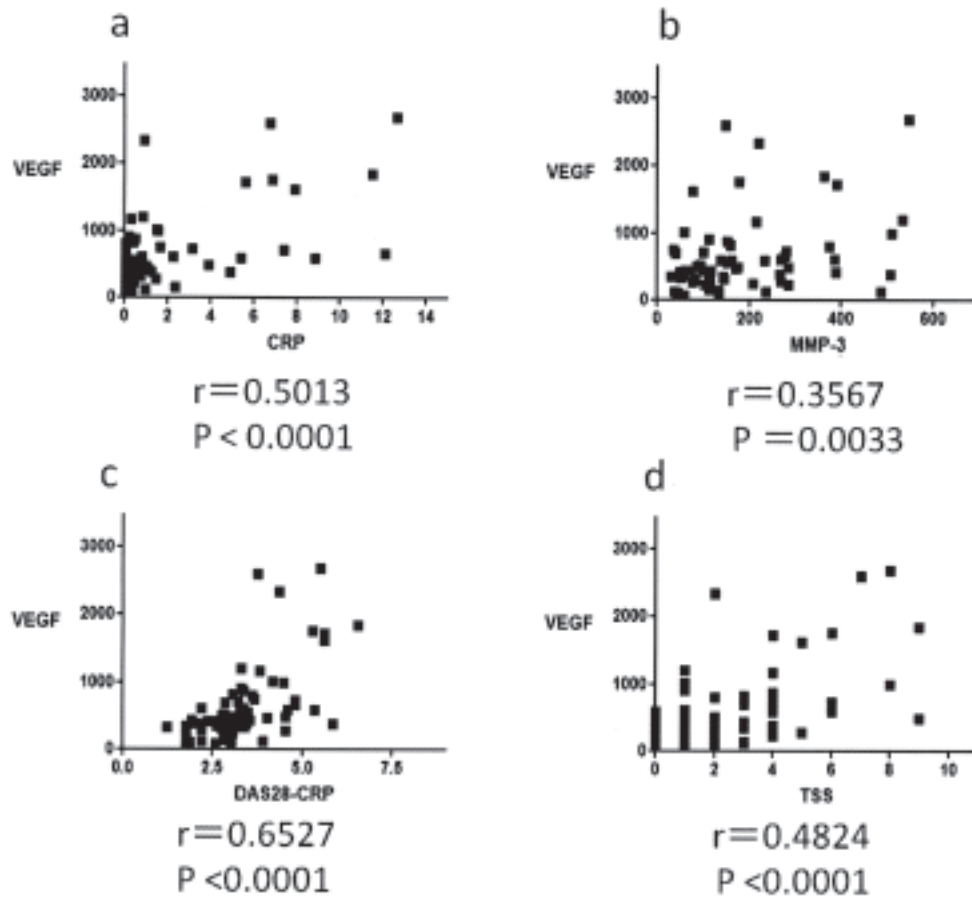 a
3000
VEGF
2000
1000
0
0 2 4 6 8 10 12 14
CRP
r=0.5013
P < 0.0001
b
3000
VEGF
2000
1000
0
0 200 400 600
MMP-3
r=0.3567
P =0.0033
c
3000
VEGF
2000
1000
0
0.0 2.5 5.0 7.5
DAS28-CRP
r=0.6527
P <0.0001
d
3000
VEGF
2000
1000
0
0 2 4 6 8 10
TSS
r=0.4824
P <0.0001